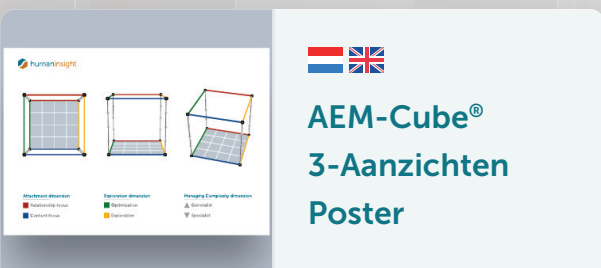 humaninsight
Attachment dimension
Exploration dimension
Managing Complexity dimension
Relationship focus
Optimisation
Generalist
Content focus
Exploration
Specialist
AEM-Cube®
3-Aanzichten
Poster